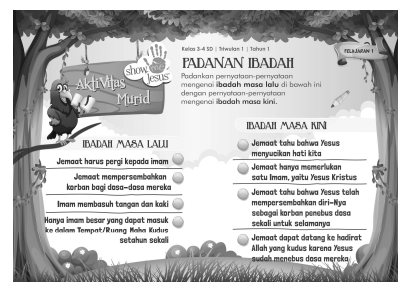 Kelas 3-4 SD | Triwulan 1 | Tahun 1
PELAJARAN 1
show me Jesus
Aktivitas
Murid
PADANAN IBADAH
Padankan pernyataan-pernyataan
mengenai ibadah masa lalu di bawah ini
dengan pernyataan-pernyataan
mengenai ibadah masa kini.
IBADAH MASA LALU
Jemaat harus pergi kepada imam
Jemaat mempersembahkan
korban bagi dosa-dosa mereka
Imam membasuh tangan dan kaki
Hanya imam besar yang dapat masuk
ke dalam Tempat/Ruang Maha Kudus
setahun sekali
IBADAH MASA KINI
Jemaat tahu bahwa Yesus
menyucikan hati kita
Jemaat hanya memerlukan
satu Imam, yaitu Yesus Kristus
Jemaat tahu bahwa Yesus telah
mempersembahkan diri-Nya
sebagai korban penebus dosa
sekali untuk selamanya
Jemaat dapat datang ke hadirat
Allah yang kudus karena Yesus
sudah menebus dosa mereka